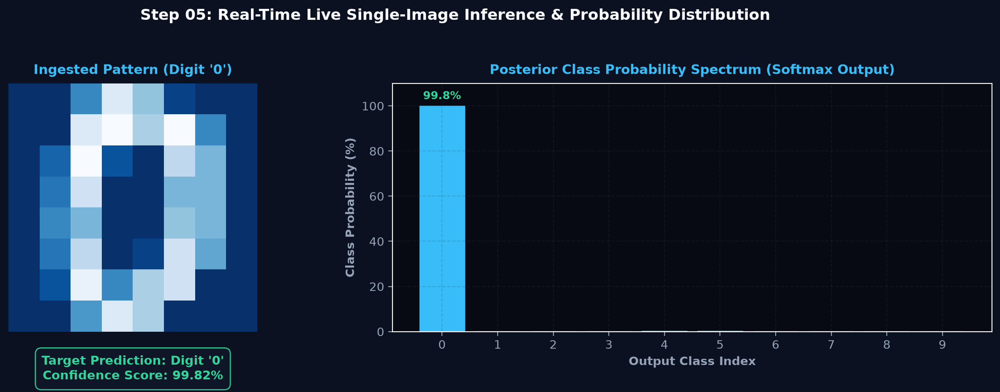 Step 05: Real-Time Live Single-Image Inference & Probability Distribution
Ingested Pattern (Digit '0')
Target Prediction: Digit '0'
Confidence Score: 99.82%
Posterior Class Probability Spectrum (Softmax Output)
99.8%
Class Probability (%)
100
80
60
40
20
0
0 1 2 3 4 5 6 7 8 9
Output Class Index